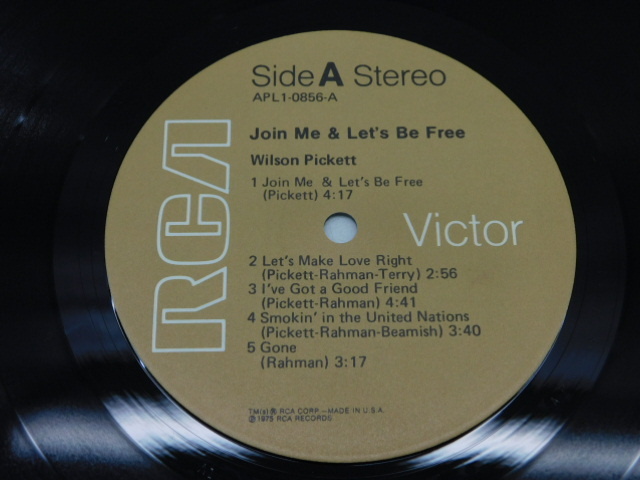 Side A Stereo
APL1-0856-A
Join Me & Let's Be Free
Wilson Pickett
1 Join Me & Let's Be Free
(Pickett) 4:17
RCA
Victor
2 Let's Make Love Right
(Pickett-Rahman-Terry) 2:56
3 I've Got a Good Friend
(Pickett-Rahman) 4:41
4 Smokin' in the United Nations
(Pickett-Rahman-Beamish) 3:40
5 Gone
(Rahman) 3:17
TM(s) ® RCA CORP.—MADE IN U.S.A.
℗ 1975 RCA RECORDS